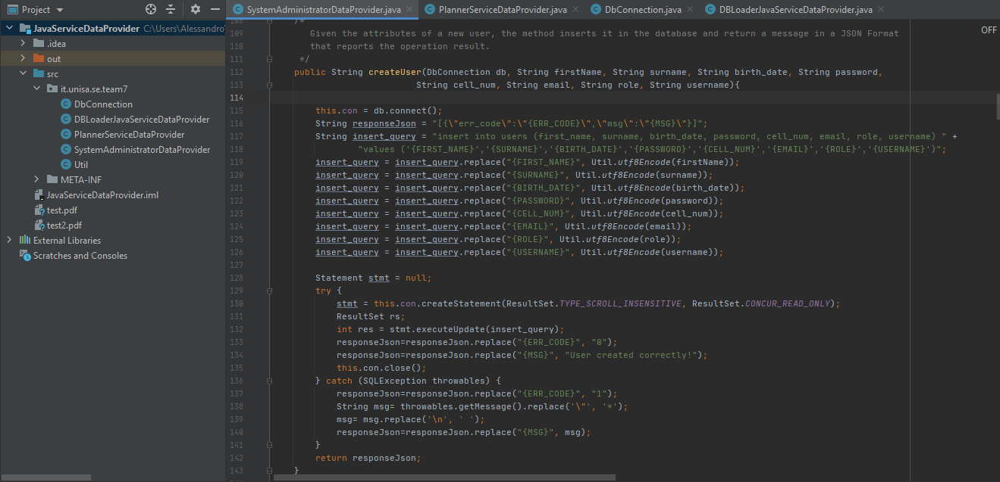 Project
SystemAdministratorDataProvider.java
PlannerServiceDataProvider.java
DbConnection.java
DBLoaderJavaServiceDataProvider.java
JavaServiceDataProvider C:\Users\Alessandro
.idea
out
src
it.unisa.se.team7
DbConnection
DBLoaderJavaServiceDataProvider
PlannerServiceDataProvider
SystemAdministratorDataProvider
Util
META-INF
JavaServiceDataProvider.iml
test.pdf
test2.pdf
External Libraries
Scratches and Consoles
OFF
108 /*
109 Given the attributes of a new user, the method inserts it in the database and return a message in a JSON Format
110 that reports the operation result.
111 */
112 public String createUser(DbConnection db, String firstName, String surname, String birth_date, String password,
113 String cell_num, String email, String role, String username){
114
115 this.con = db.connect();
116 String responseJson = "[{\"err_code\":\"{ERR_CODE}\",\"msg\":\"{MSG}\"}]";
117 String insert_query = "insert into users (first_name, surname, birth_date, password, cell_num, email, role, username) " +
118 "values ('{FIRST_NAME}','{SURNAME}','{BIRTH_DATE}','{PASSWORD}','{CELL_NUM}','{EMAIL}','{ROLE}','{USERNAME}')";
119 insert_query = insert_query.replace("{FIRST_NAME}", Util.utf8Encode(firstName));
120 insert_query = insert_query.replace("{SURNAME}", Util.utf8Encode(surname));
121 insert_query = insert_query.replace("{BIRTH_DATE}", Util.utf8Encode(birth_date));
122 insert_query = insert_query.replace("{PASSWORD}", Util.utf8Encode(password));
123 insert_query = insert_query.replace("{CELL_NUM}", Util.utf8Encode(cell_num));
124 insert_query = insert_query.replace("{EMAIL}", Util.utf8Encode(email));
125 insert_query = insert_query.replace("{ROLE}", Util.utf8Encode(role));
126 insert_query = insert_query.replace("{USERNAME}", Util.utf8Encode(username));
127
128 Statement stmt = null;
129 try {
130 stmt = this.con.createStatement(ResultSet.TYPE_SCROLL_INSENSITIVE, ResultSet.CONCUR_READ_ONLY);
131 ResultSet rs;
132 int res = stmt.executeUpdate(insert_query);
133 responseJson=responseJson.replace("{ERR_CODE}", "0");
134 responseJson=responseJson.replace("{MSG}", "User created correctly!");
135 this.con.close();
136 } catch (SQLException throwables) {
137 responseJson=responseJson.replace("{ERR_CODE}", "1");
138 String msg= throwables.getMessage().replace('\"', '*');
139 msg= msg.replace('\n', ' ');
140 responseJson=responseJson.replace("{MSG}", msg);
141 }
142 return responseJson;
143 }